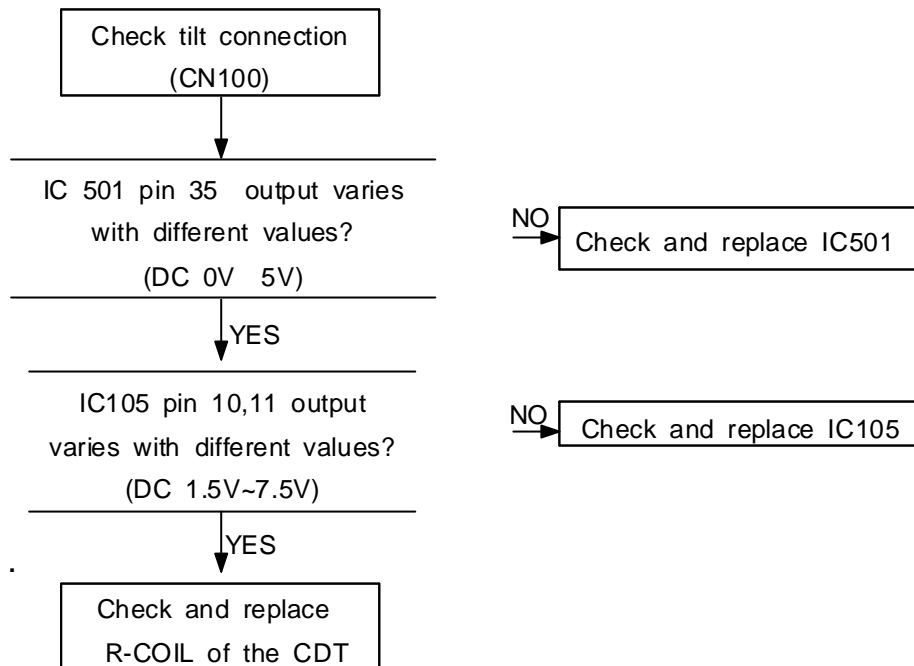 Check tilt connection
(CN100)
IC 501 pin 35 output varies
with different values?
(DC 0V 5V)
NO
Check and replace IC501
YES
IC105 pin 10,11 output
varies with different values?
(DC 1.5V~7.5V)
NO
Check and replace IC105
YES
.
Check and replace
R-COIL of the CDT